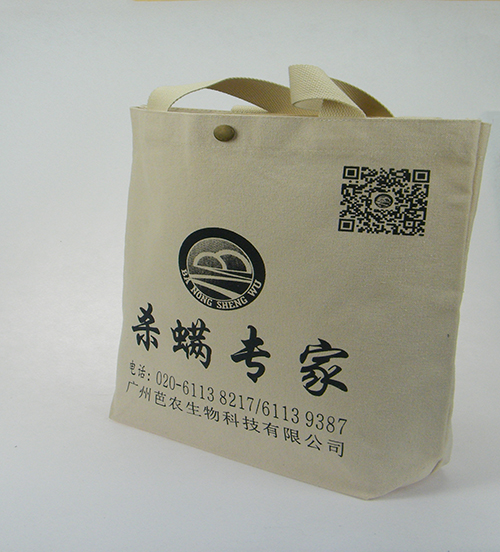 BA NONG SHENG WU
杀螨专家
电话: 020-6113 8217/6113 9387
广州芭农生物科技有限公司